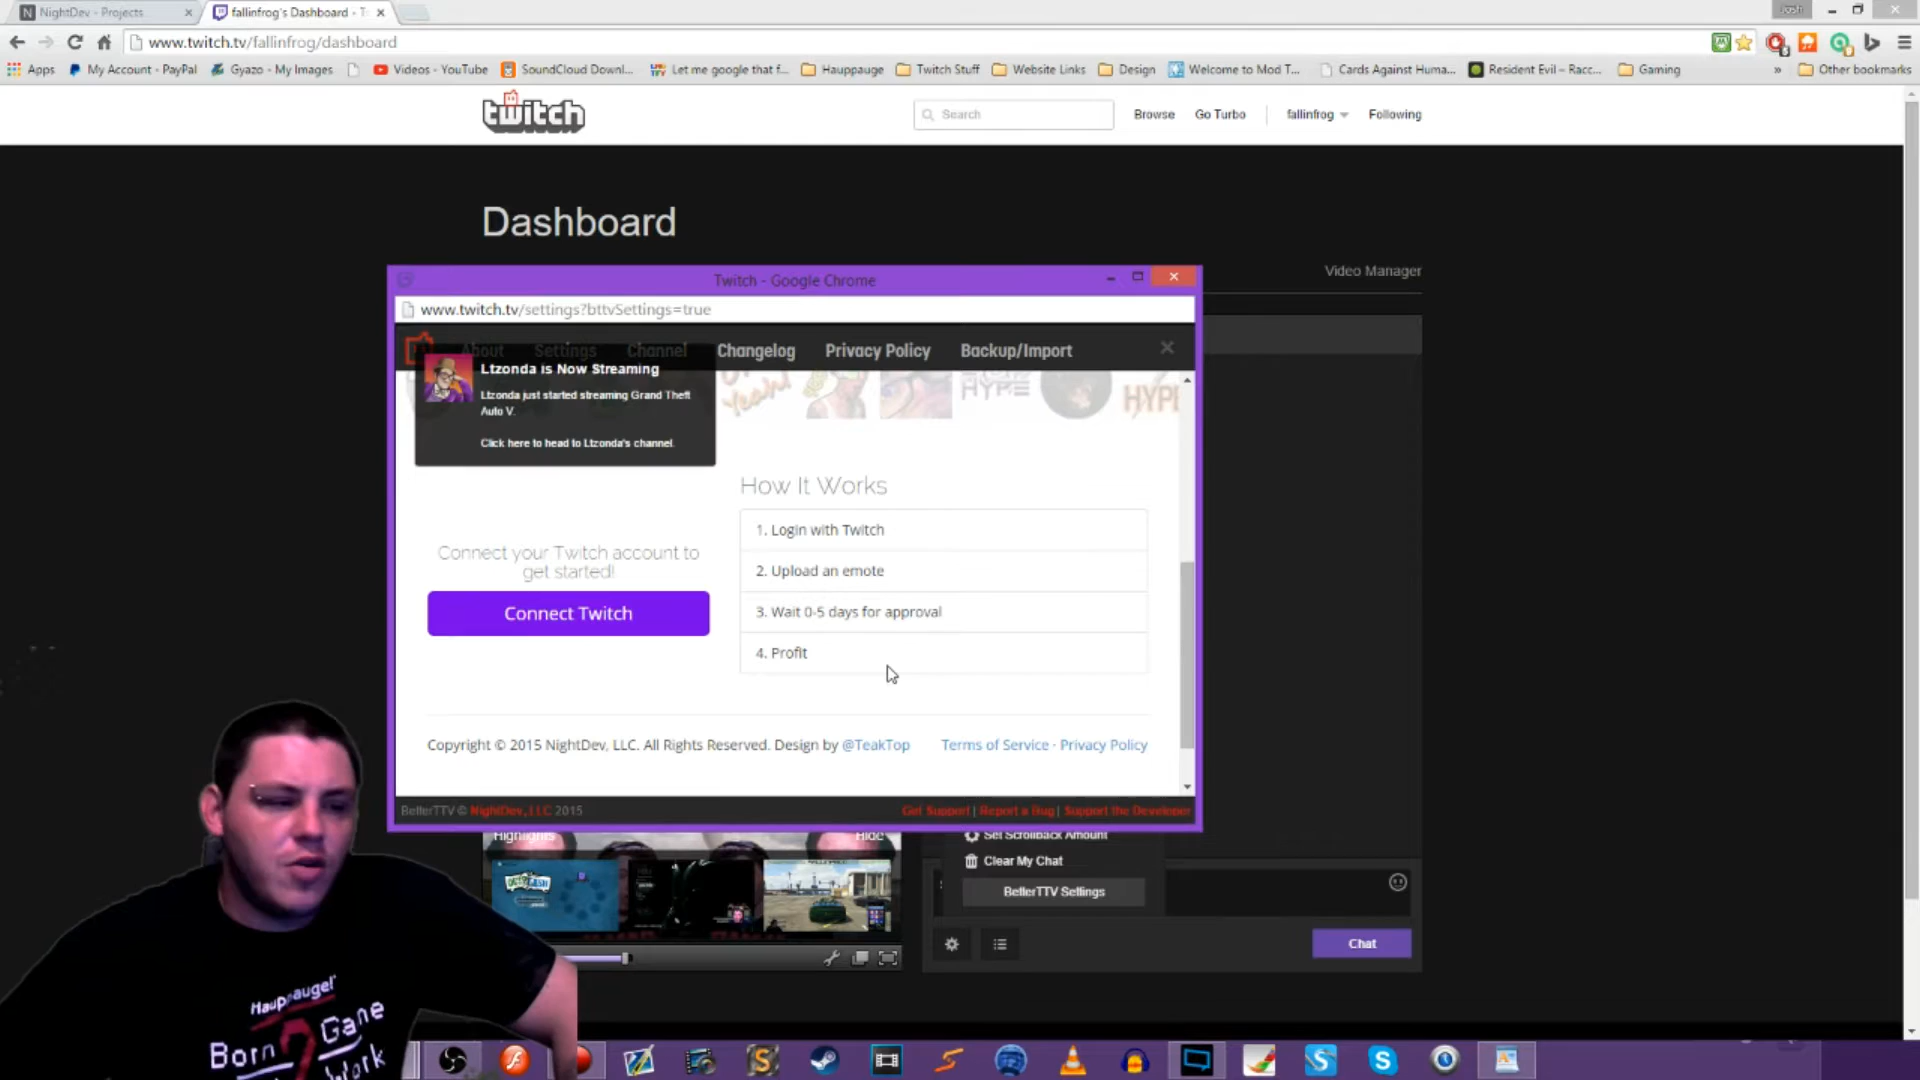 NightDev - Projects
fallinfrog's Dashboard - T
Josh
www.twitch.tv/fallinfrog/dashboard
Apps
My Account - PayPal
Gyazo - My Images
Videos - YouTube
SoundCloud Downl...
Let me google that f...
Hauppauge
Twitch Stuff
Website Links
Design
Welcome to Mod T...
Cards Against Huma...
Resident Evil – Racc...
Gaming
»
Other bookmarks
twitch
Search
Browse
Go Turbo
fallinfrog
Following
Dashboard
Video Manager
Twitch - Google Chrome
www.twitch.tv/settings?bttvSettings=true
About
Settings
Channel
Changelog
Privacy Policy
Backup/Import
Ltzonda is Now Streaming
Ltzonda just started streaming Grand Theft
Auto V.
Click here to head to Ltzonda's channel.
HYPE
HYPE
How It Works
1. Login with Twitch
2. Upload an emote
3. Wait 0-5 days for approval
4. Profit
Connect your Twitch account to
get started!
Connect Twitch
Copyright © 2015 NightDev, LLC. All Rights Reserved. Design by @TeakTop
Terms of Service · Privacy Policy
BetterTTV © NightDev, LLC 2015
Get Support | Report a Bug | Support the Developer
Highlights
Hide
Set Scrollback Amount
Clear My Chat
BetterTTV Settings
Chat
Hauppauge!
Born
Game
Work